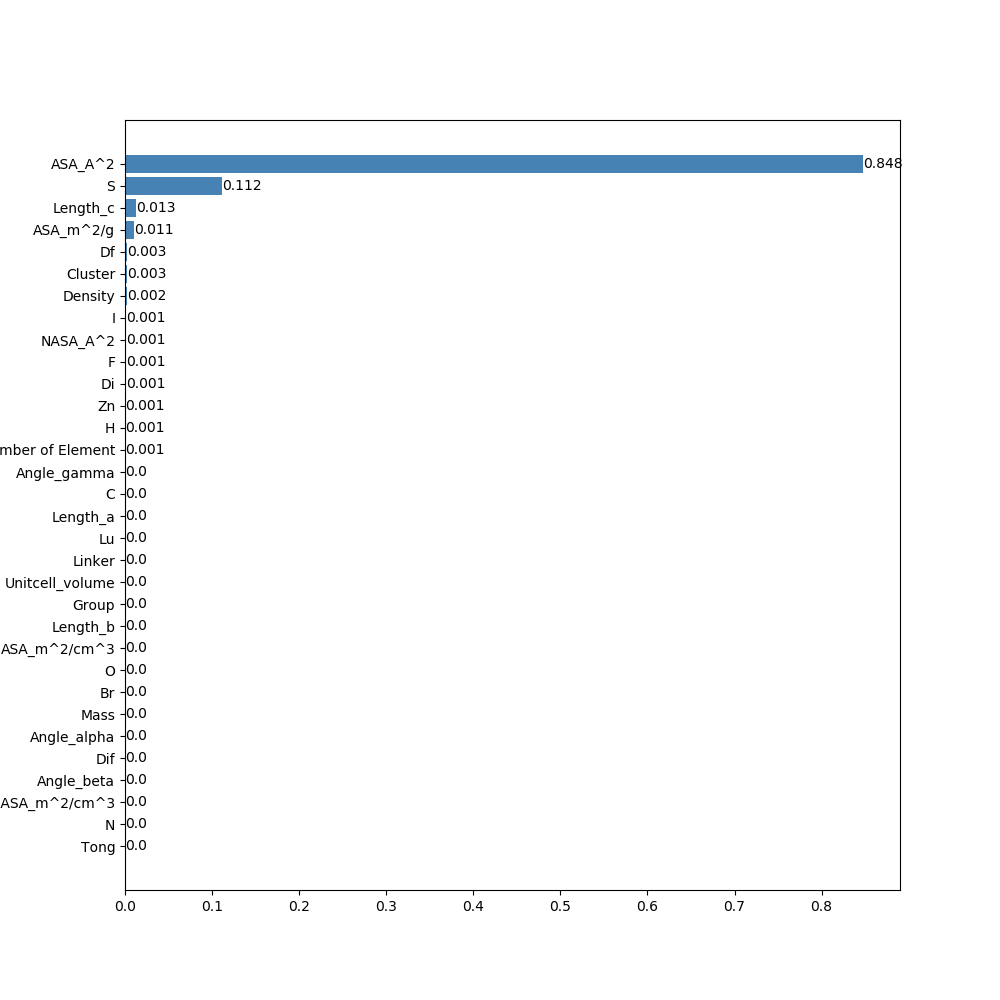 ASA_A^2 0.848
S 0.112
Length_c 0.013
ASA_m^2/g 0.011
Df 0.003
Cluster 0.003
Density 0.002
I 0.001
NASA_A^2 0.001
F 0.001
Di 0.001
Zn 0.001
H 0.001
mber of Element 0.001
Angle_gamma 0.0
C 0.0
Length_a 0.0
Lu 0.0
Linker 0.0
Unitcell_volume 0.0
Group 0.0
Length_b 0.0
ASA_m^2/cm^3 0.0
O 0.0
Br 0.0
Mass 0.0
Angle_alpha 0.0
Dif 0.0
Angle_beta 0.0
ASA_m^2/cm^3 0.0
N 0.0
Tong 0.0
0.0 0.1 0.2 0.3 0.4 0.5 0.6 0.7 0.8